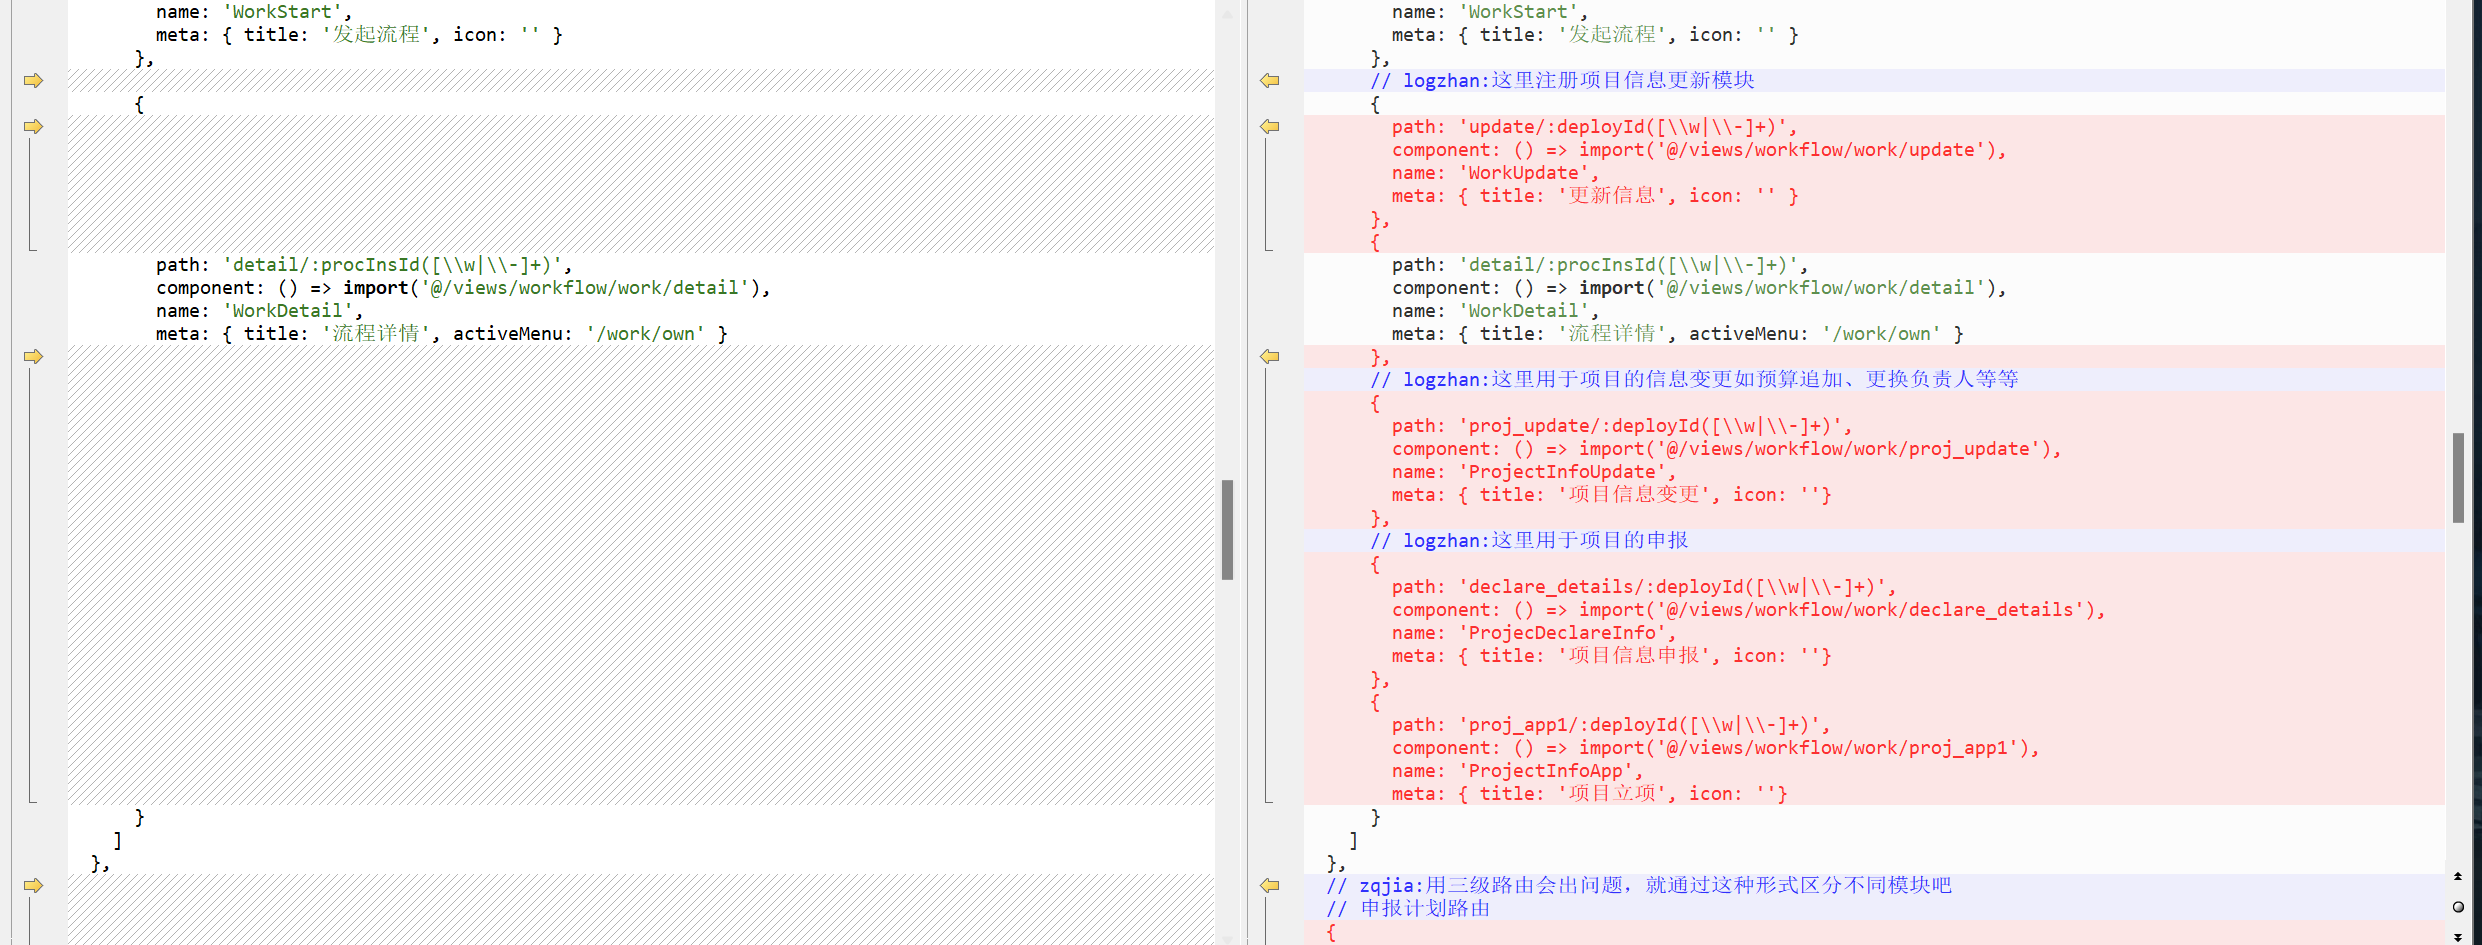 name: 'WorkStart',
meta: { title: '发起流程', icon: '' }
},
{
path: 'detail/:procInsId([\\w|\\-]+)',
component: () => import('@/views/workflow/work/detail'),
name: 'WorkDetail',
meta: { title: '流程详情', activeMenu: '/work/own' }
}
]
},
name: 'WorkStart',
meta: { title: '发起流程', icon: '' }
},
// logzhan:这里注册项目信息更新模块
{
path: 'update/:deployId([\\w|\\-]+)',
component: () => import('@/views/workflow/work/update'),
name: 'WorkUpdate',
meta: { title: '更新信息', icon: '' }
},
{
path: 'detail/:procInsId([\\w|\\-]+)',
component: () => import('@/views/workflow/work/detail'),
name: 'WorkDetail',
meta: { title: '流程详情', activeMenu: '/work/own' }
},
// logzhan:这里用于项目的信息变更如预算追加、更换负责人等等
{
path: 'proj_update/:deployId([\\w|\\-]+)',
component: () => import('@/views/workflow/work/proj_update'),
name: 'ProjectInfoUpdate',
meta: { title: '项目信息变更', icon: ''}
},
// logzhan:这里用于项目的申报
{
path: 'declare_details/:deployId([\\w|\\-]+)',
component: () => import('@/views/workflow/work/declare_details'),
name: 'ProjecDeclareInfo',
meta: { title: '项目信息申报', icon: ''}
},
{
path: 'proj_app1/:deployId([\\w|\\-]+)',
component: () => import('@/views/workflow/work/proj_app1'),
name: 'ProjectInfoApp',
meta: { title: '项目立项', icon: ''}
}
]
},
// zqjia:用三级路由会出问题，就通过这种形式区分不同模块吧
// 申报计划路由
{